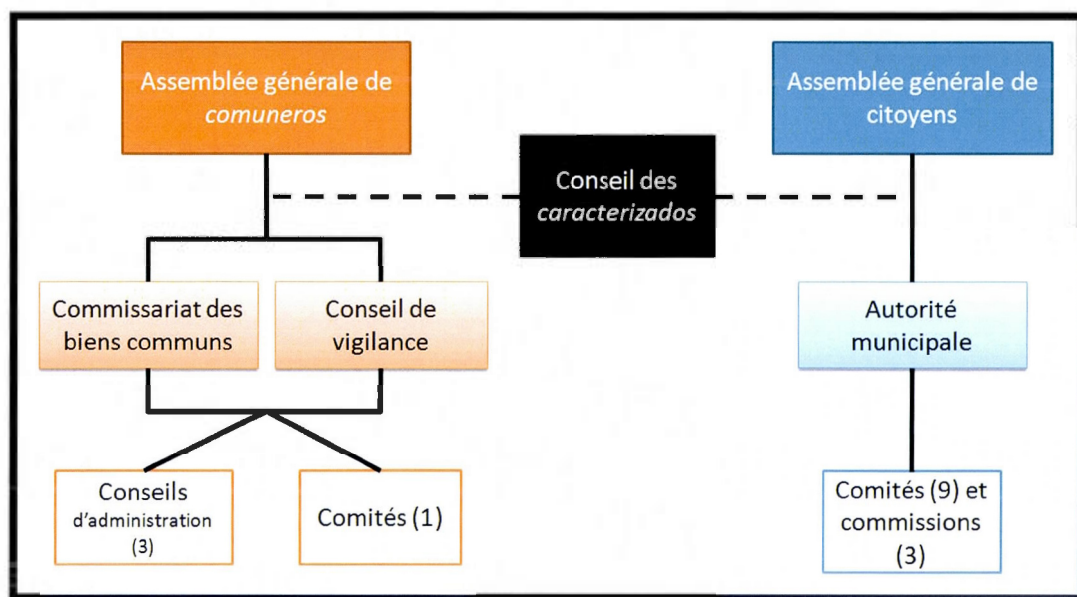 Assemblée générale de
comuneros
Assemblée générale de
citoyens
Conseil des
caracterizados
Commissariat des
biens communs
Conseil de
vigilance
Autorité
municipale
Conseils
d'administration
(3)
Comités (1)
Comités (9) et
commissions
(3)